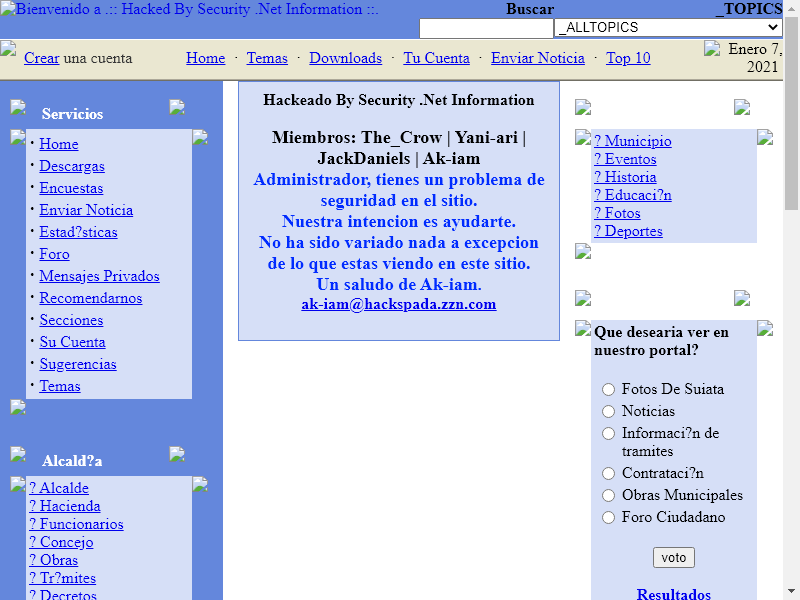 Bienvenido a .:: Hacked By Security .Net Information ::.
Buscar
_TOPICS
_ALLTOPICS
Crear una cuenta
Home · Temas · Downloads · Tu Cuenta · Enviar Noticia · Top 10
Enero 7,
2021
Servicios
· Home
· Descargas
· Encuestas
· Enviar Noticia
· Estad?sticas
· Foro
· Mensajes Privados
· Recomendarnos
· Secciones
· Su Cuenta
· Sugerencias
· Temas
Alcald?a
? Alcalde
? Hacienda
? Funcionarios
? Concejo
? Obras
? Tr?mites
? Decretos
Hackeado By Security .Net Information
Miembros: The_Crow | Yani-ari |
JackDaniels | Ak-iam
Administrador, tienes un problema de
seguridad en el sitio.
Nuestra intencion es ayudarte.
No ha sido variado nada a excepcion
de lo que estas viendo en este sitio.
Un saludo de Ak-iam.
ak-iam@hackspada.zzn.com
? Municipio
? Eventos
? Historia
? Educaci?n
? Fotos
? Deportes
Que desearia ver en
nuestro portal?
Fotos De Suiata
Noticias
Informaci?n de
tramites
Contrataci?n
Obras Municipales
Foro Ciudadano
voto
Resultados